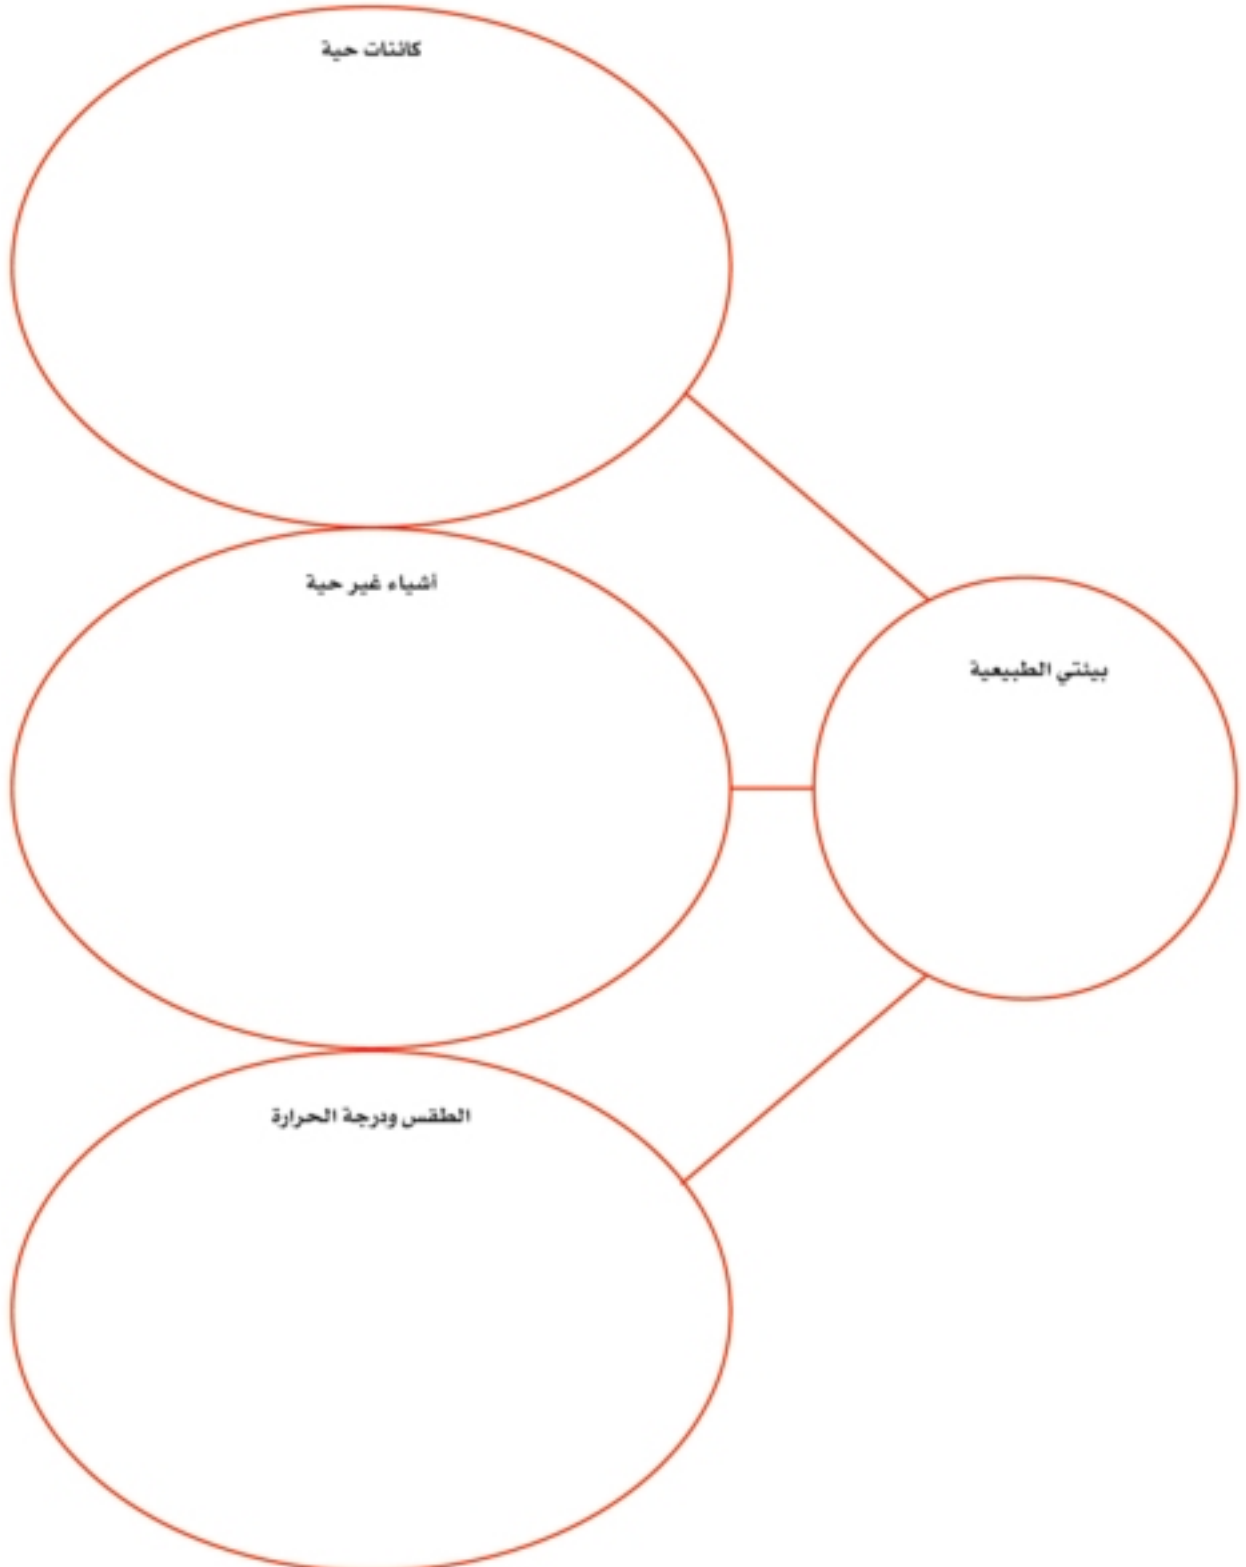 كائنات حية
أشياء غير حية
بيئتي الطبيعية
الطقس ودرجة الحرارة